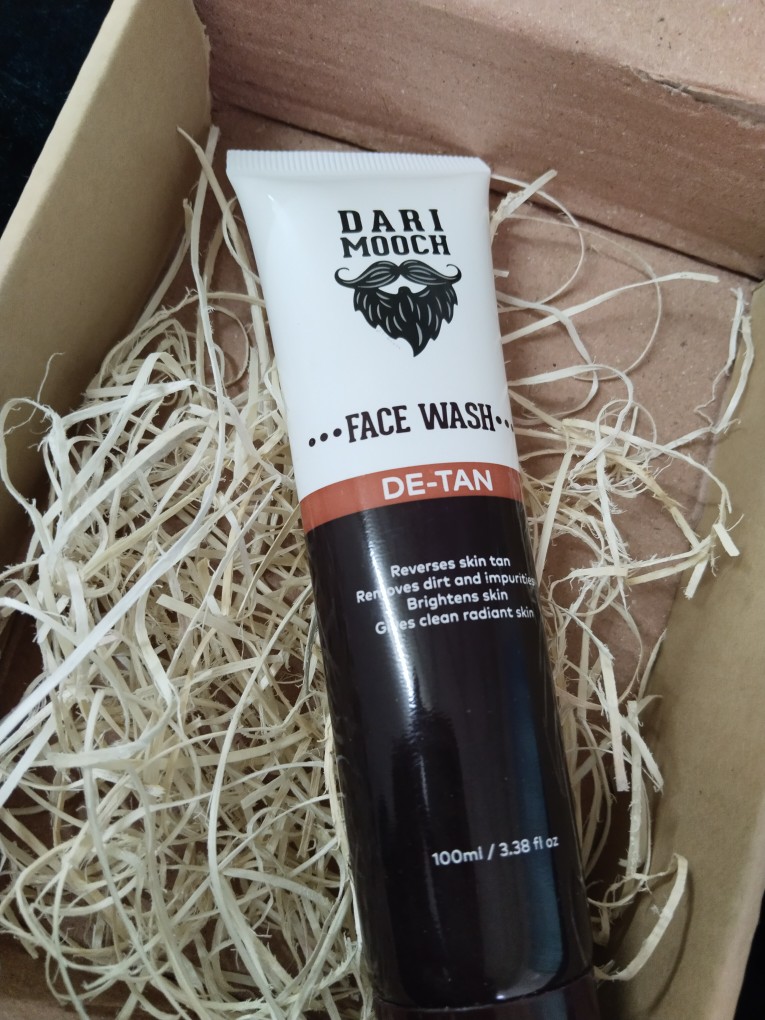 DARI
MOOCH
•••FACE WASH•••
DE-TAN
Reverses skin tan
Removes dirt and impurities
Brightens skin
Gives clean radiant skin
100ml / 3.38 fl oz